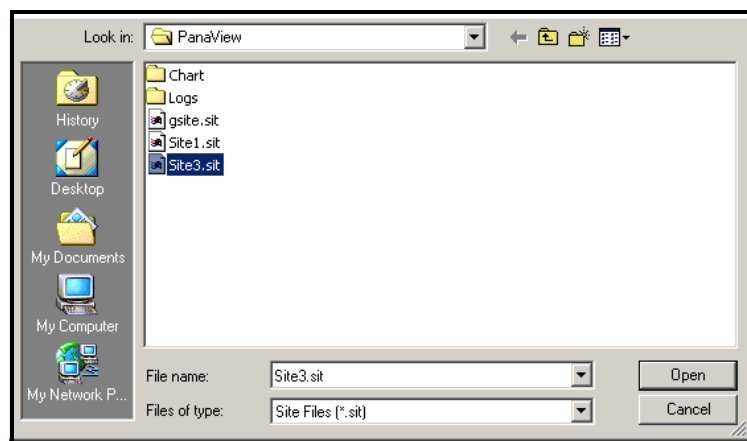 Look in: PanaView
History
Desktop
My Documents
My Computer
My Network P...
Chart
Logs
gsite.sit
Site1.sit
Site3.sit
File name: Site3.sit Open
Files of type: Site Files (*.sit) Cancel